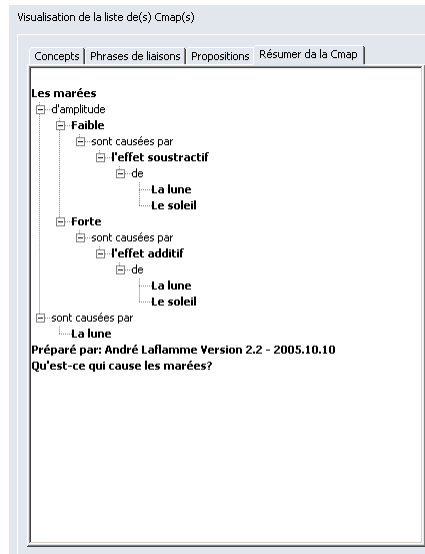 Visualisation de la liste de(s) Cmap(s)
Concepts Phrases de liaisons Propositions Résumer da la Cmap
Les marées
d'amplitude
Faible
sont causées par
l'effet soustractif
de
La lune
Le soleil
Forte
sont causées par
l'effet additif
de
La lune
Le soleil
sont causées par
La lune
Préparé par: André Laflamme Version 2.2 - 2005.10.10
Qu'est-ce qui cause les marées?